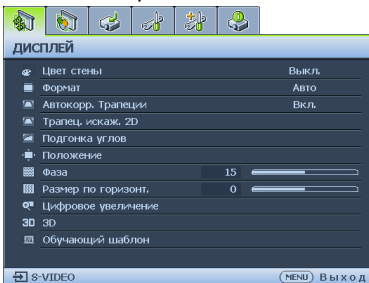 ДИСПЛЕЙ
Цвет стены Выкл.
Формат Авто
Автокорр. Трапеции Вкл.
Трапец. искаж. 2D
Подгонка углов
Положение
Фаза 15
Размер по горизонт. 0
Цифровое увеличение
3D 3D
Обучающий шаблон
S-VIDEO MENU Выход